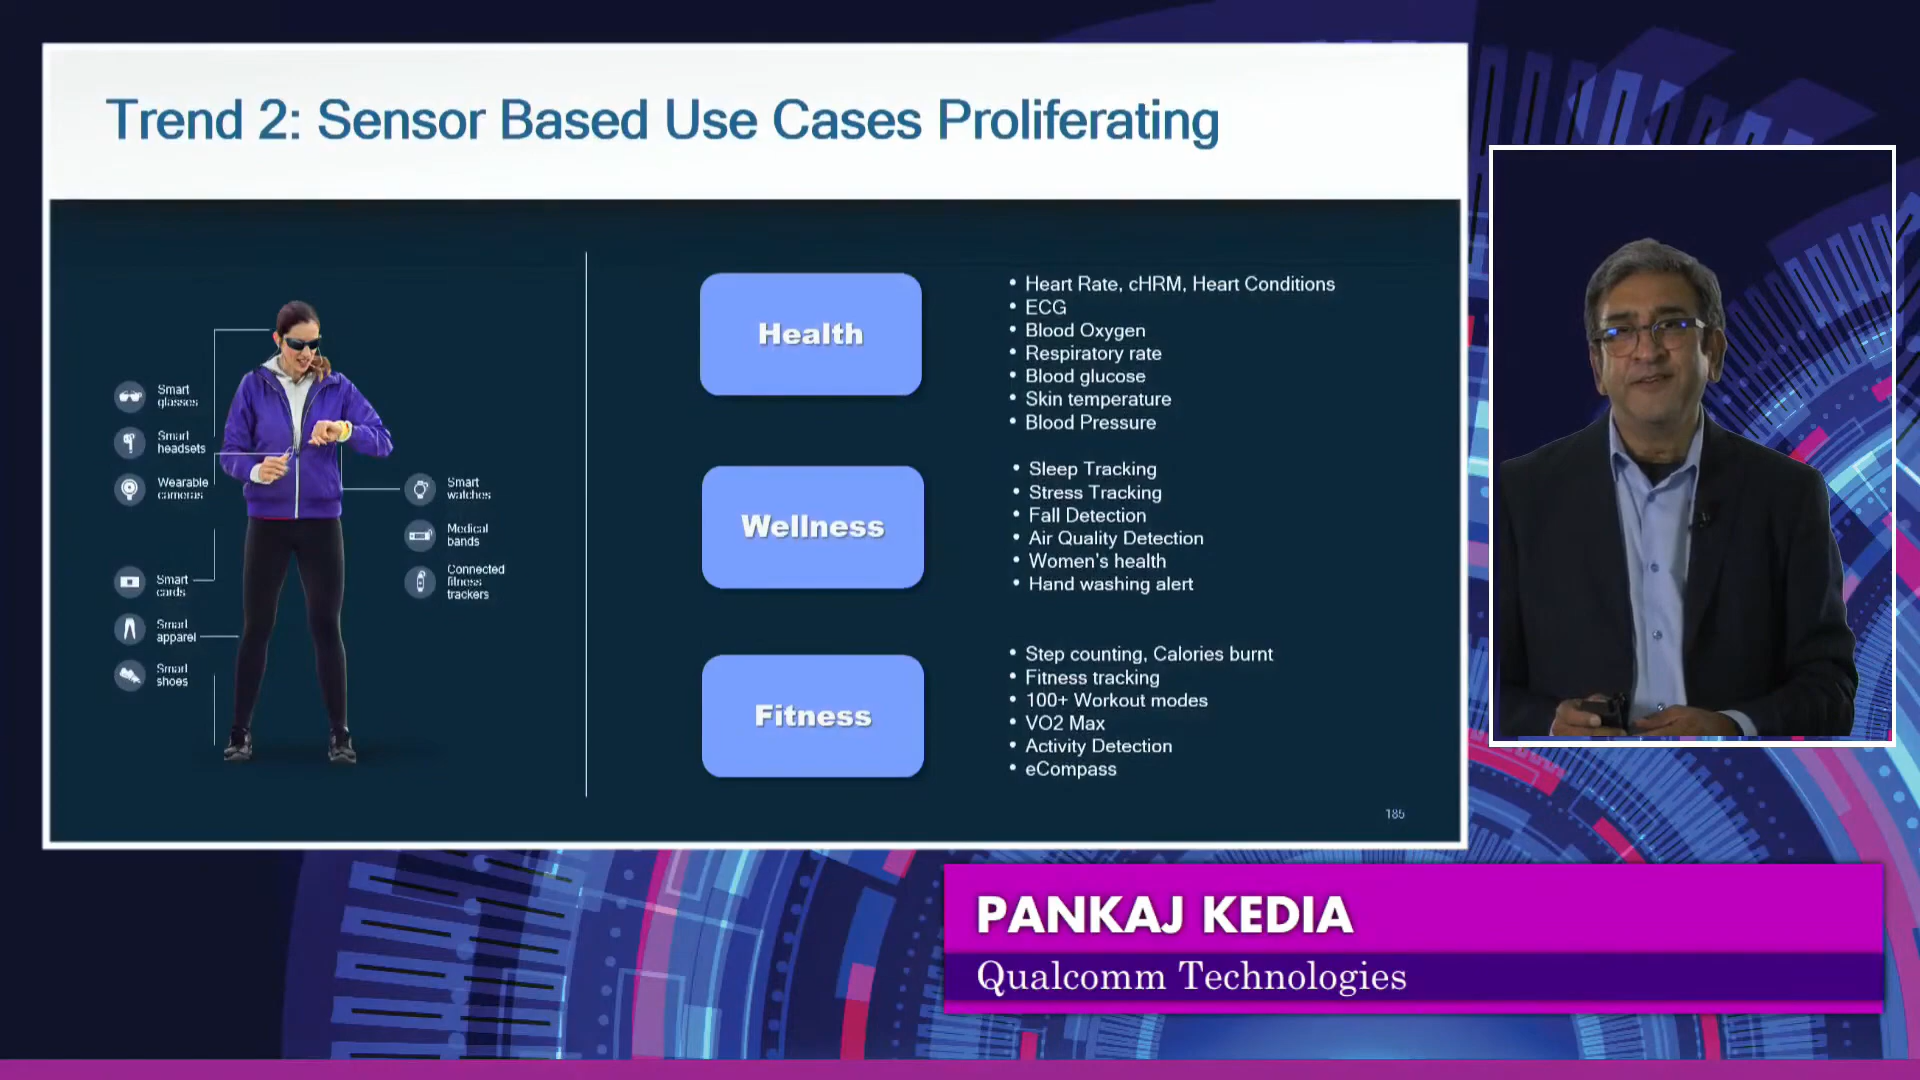 Trend 2: Sensor Based Use Cases Proliferating
Smart
glasses
Smart
headsets
Wearable
cameras
Smart
cards
Smart
apparel
Smart
shoes
Smart
watches
Medical
bands
Connected
fitness
trackers
Health
• Heart Rate, cHRM, Heart Conditions
• ECG
• Blood Oxygen
• Respiratory rate
• Blood glucose
• Skin temperature
• Blood Pressure
Wellness
• Sleep Tracking
• Stress Tracking
• Fall Detection
• Air Quality Detection
• Women's health
• Hand washing alert
Fitness
• Step counting, Calories burnt
• Fitness tracking
• 100+ Workout modes
• VO2 Max
• Activity Detection
• eCompass
185
PANKAJ KEDIA
Qualcomm Technologies